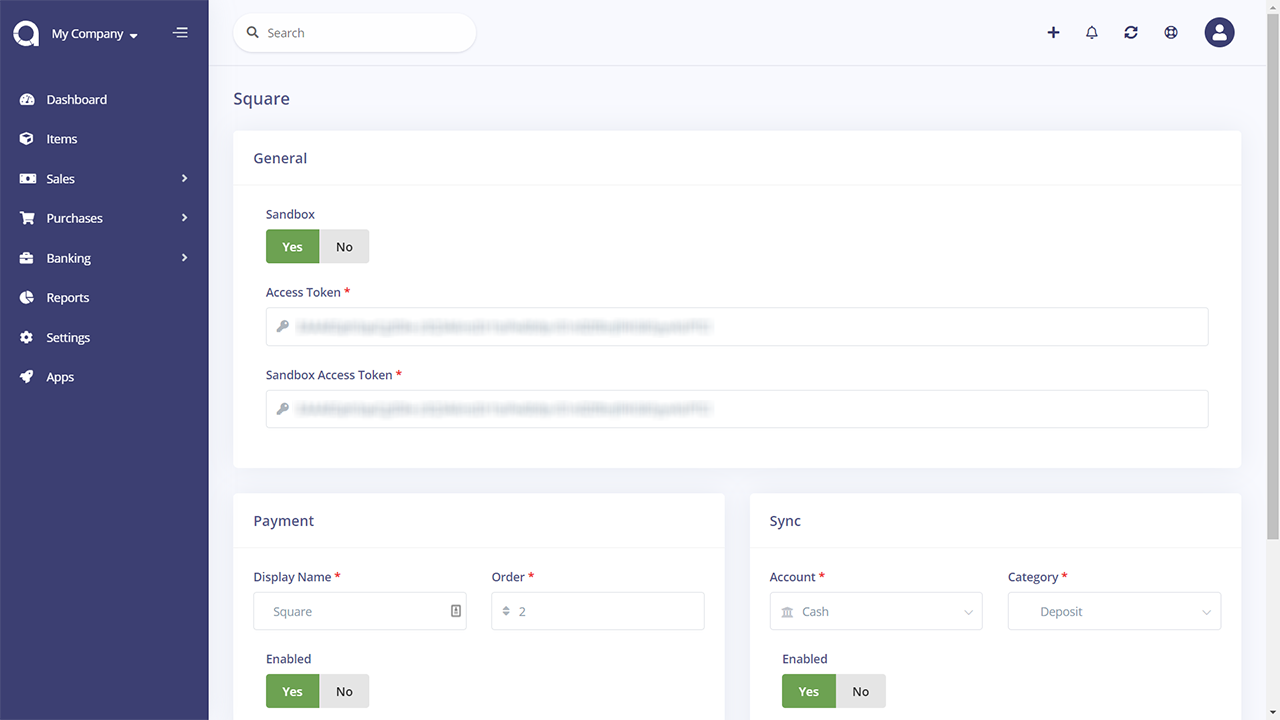 My Company
Search
Dashboard
Items
Sales
Purchases
Banking
Reports
Settings
Apps
Square
General
Sandbox
Yes No
Access Token *
Sandbox Access Token *
Payment
Display Name * Order *
Square 2
Enabled
Yes No
Sync
Account * Category *
Cash Deposit
Enabled
Yes No